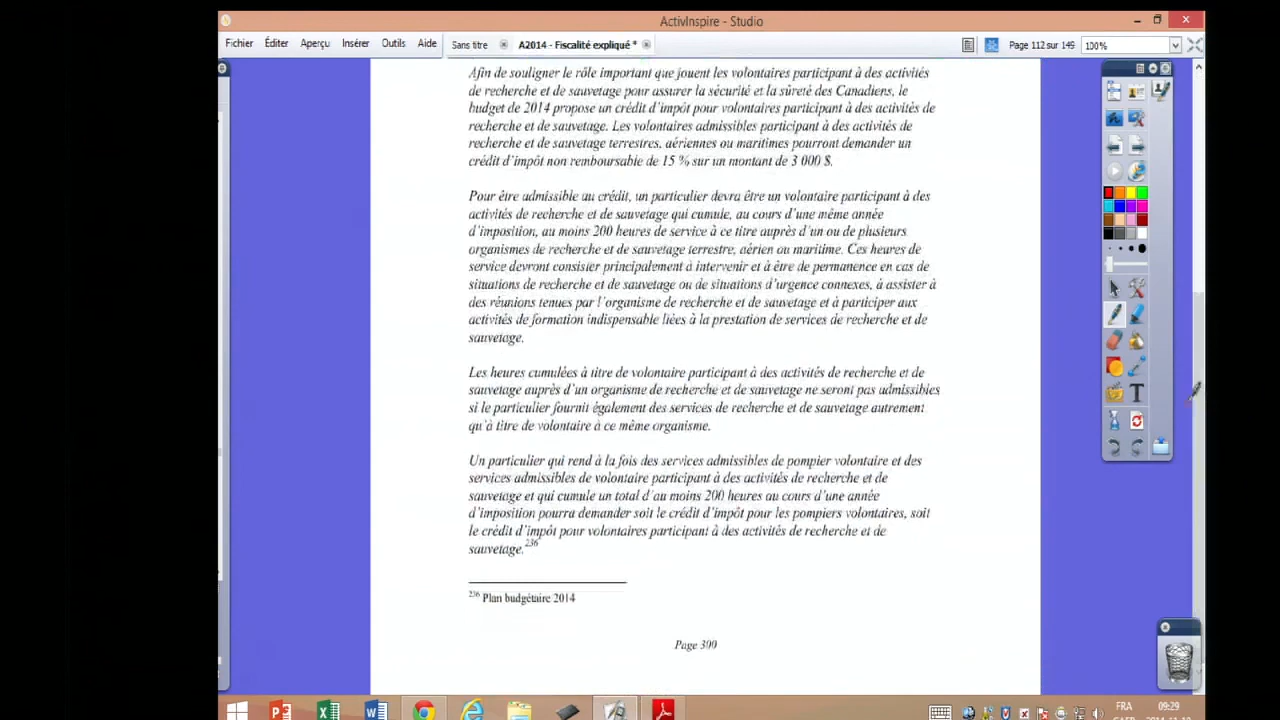 ActivInspire - Studio
Fichier Éditer Aperçu Insérer Outils Aide
Sans titre
A2014 - Fiscalité expliqué *
Page 112 sur 149
100%
Afin de souligner le rôle important que jouent les volontaires participant à des activités
de recherche et de sauvetage pour assurer la sécurité et la sûreté des Canadiens, le
budget de 2014 propose un crédit d'impôt pour volontaires participant à des activités de
recherche et de sauvetage. Les volontaires admissibles participant à des activités de
recherche et de sauvetage terrestres, aériennes ou maritimes pourront demander un
crédit d'impôt non remboursable de 15 % sur un montant de 3 000 $.
Pour être admissible au crédit, un particulier devra être un volontaire participant à des
activités de recherche et de sauvetage qui cumule, au cours d'une même année
d'imposition, au moins 200 heures de service à ce titre auprès d'un ou de plusieurs
organismes de recherche et de sauvetage terrestre, aérien ou maritime. Ces heures de
service devront consister principalement à intervenir et à être de permanence en cas de
situations de recherche et de sauvetage ou de situations d'urgence connexes, à assister à
des réunions tenues par l'organisme de recherche et de sauvetage et à participer aux
activités de formation indispensable liées à la prestation de services de recherche et de
sauvetage.
Les heures cumulées à titre de volontaire participant à des activités de recherche et de
sauvetage auprès d'un organisme de recherche et de sauvetage ne seront pas admissibles
si le particulier fournit également des services de recherche et de sauvetage autrement
qu'à titre de volontaire à ce même organisme.
Un particulier qui rend à la fois des services admissibles de pompier volontaire et des
services admissibles de volontaire participant à des activités de recherche et de
sauvetage et qui cumule un total d'au moins 200 heures au cours d'une année
d'imposition pourra demander soit le crédit d'impôt pour les pompiers volontaires, soit
le crédit d'impôt pour volontaires participant à des activités de recherche et de
sauvetage.236
236 Plan budgétaire 2014
Page 300
FR
09:29